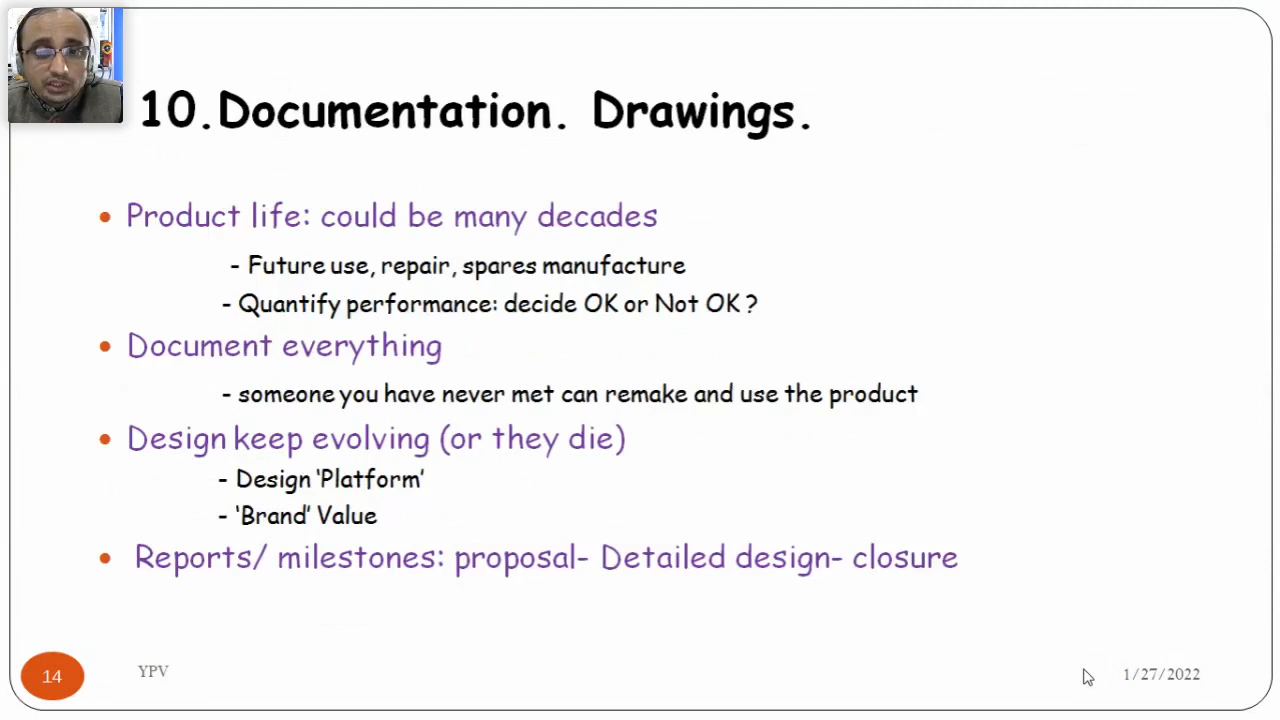 10.Documentation. Drawings.
• Product life: could be many decades
- Future use, repair, spares manufacture
- Quantify performance: decide OK or Not OK ?
• Document everything
- someone you have never met can remake and use the product
• Design keep evolving (or they die)
- Design ‘Platform’
- ‘Brand’ Value
• Reports/ milestones: proposal- Detailed design- closure
14
YPV
1/27/2022